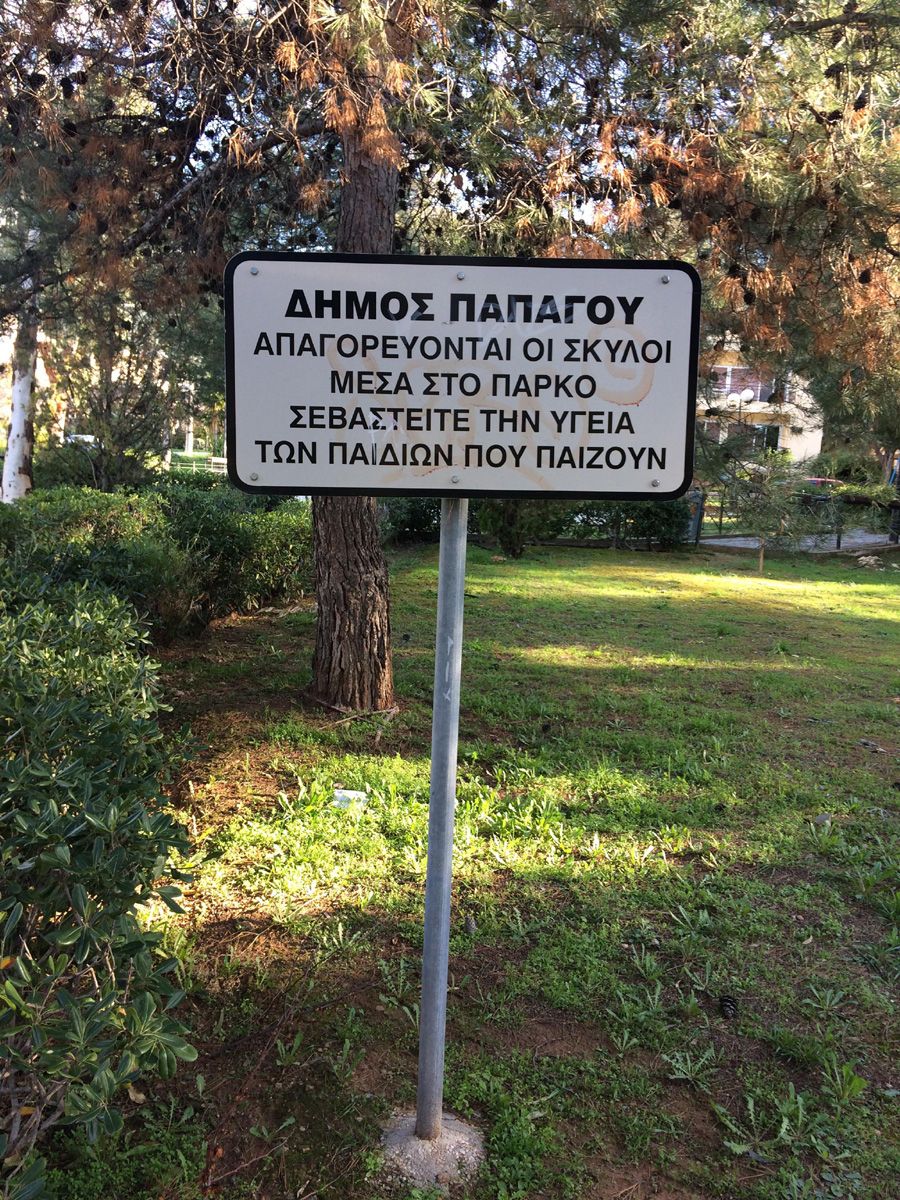 ΔΗΜΟΣ ΠΑΠΑΓΟΥ
ΑΠΑΓΟΡΕΥΟΝΤΑΙ ΟΙ ΣΚΥΛΟΙ
ΜΕΣΑ ΣΤΟ ΠΑΡΚΟ
ΣΕΒΑΣΤΕΙΤΕ ΤΗΝ ΥΓΕΙΑ
ΤΩΝ ΠΑΙΔΙΩΝ ΠΟΥ ΠΑΙΖΟΥΝ